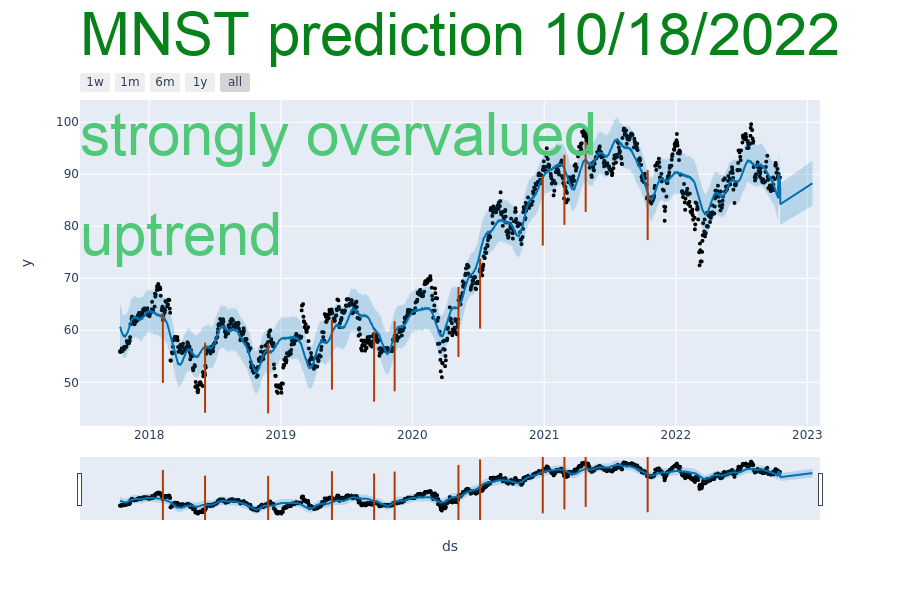 MNST prediction 10/18/2022
1w 1m 6m 1y all
strongly overvalued
uptrend
100
90
80
70
60
50
y
2018 2019 2020 2021 2022 2023
ds